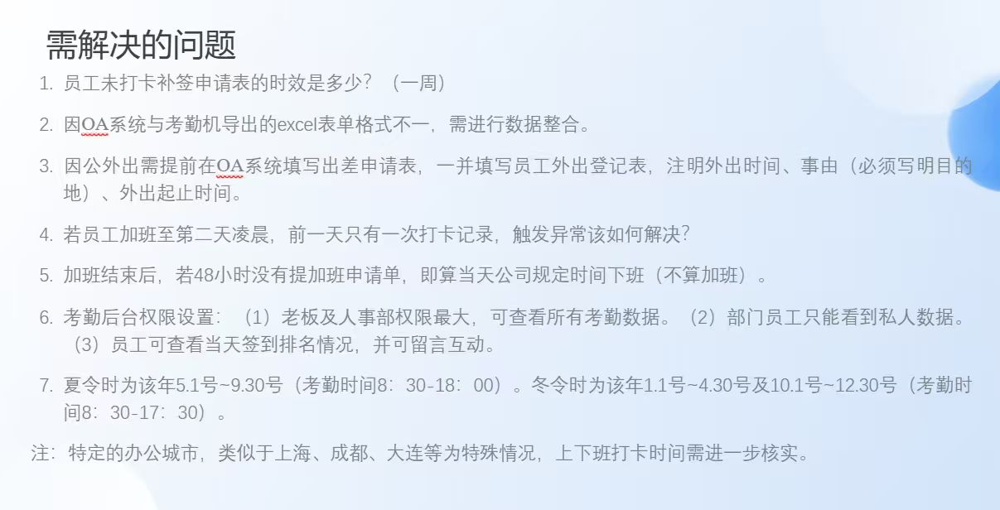 需解决的问题
1. 员工未打卡补签申请表的时效是多少？（一周）
2. 因OA系统与考勤机导出的excel表单格式不一，需进行数据整合。
3. 因公外出需提前在OA系统填写出差申请表，一并填写员工外出登记表，注明外出时间、事由（必须写明目的
地）、外出起止时间。
4. 若员工加班至第二天凌晨，前一天只有一次打卡记录，触发异常该如何解决？
5. 加班结束后，若48小时没有提加班申请单，即算当天公司规定时间下班（不算加班）。
6. 考勤后台权限设置：（1）老板及人事部权限最大，可查看所有考勤数据。（2）部门员工只能看到私人数据。
（3）员工可查看当天签到排名情况，并可留言互动。
7. 夏令时为该年5.1号~9.30号（考勤时间8：30-18：00）。冬令时为该年1.1号~4.30号及10.1号~12.30号（考勤时
间8：30-17：30）。
注：特定的办公城市，类似于上海、成都、大连等为特殊情况，上下班打卡时间需进一步核实。